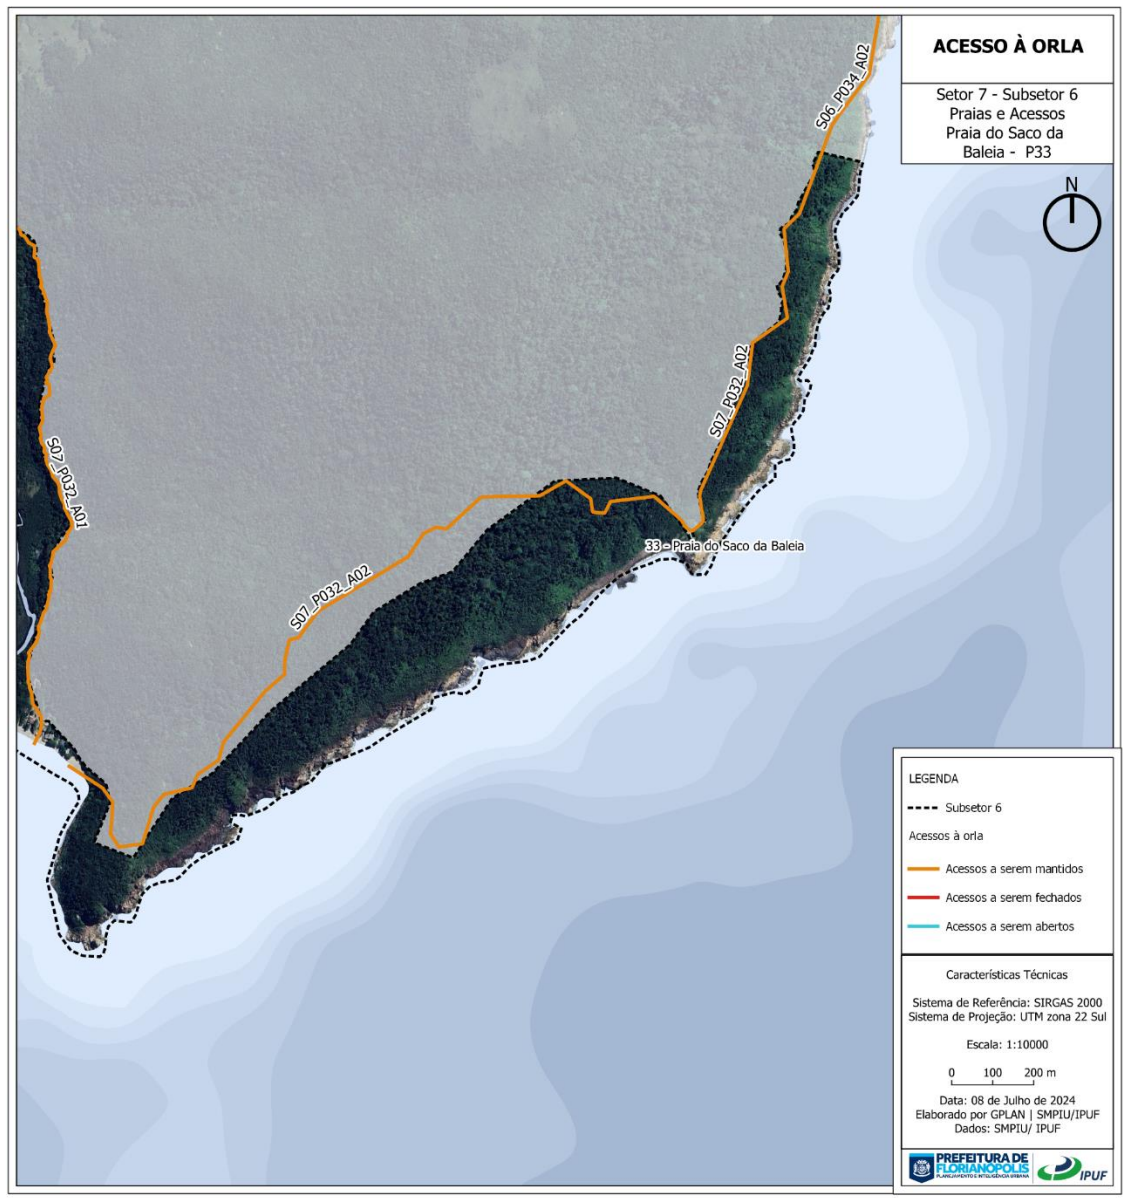 ACESSO À ORLA
Setor 7 - Subsetor 6
Praias e Acessos
Praia do Saco da
Baleia - P33
N
S06_P034_A02
S07_P032_A02
S07_P032_A01
33 - Praia do Saco da Baleia
S07_P032_A02
LEGENDA
Subsetor 6
Acessos à orla
Acessos a serem mantidos
Acessos a serem fechados
Acessos a serem abertos
Características Técnicas
Sistema de Referência: SIRGAS 2000
Sistema de Projeção: UTM zona 22 Sul
Escala: 1:10000
0 100 200 m
Data: 08 de Julho de 2024
Elaborado por GPLAN | SMPIU/IPUF
Dados: SMPIU/ IPUF
PREFEITURA DE
FLORIANÓPOLIS
PLANEJAMENTO E INTELIGÊNCIA URBANA
IPUF